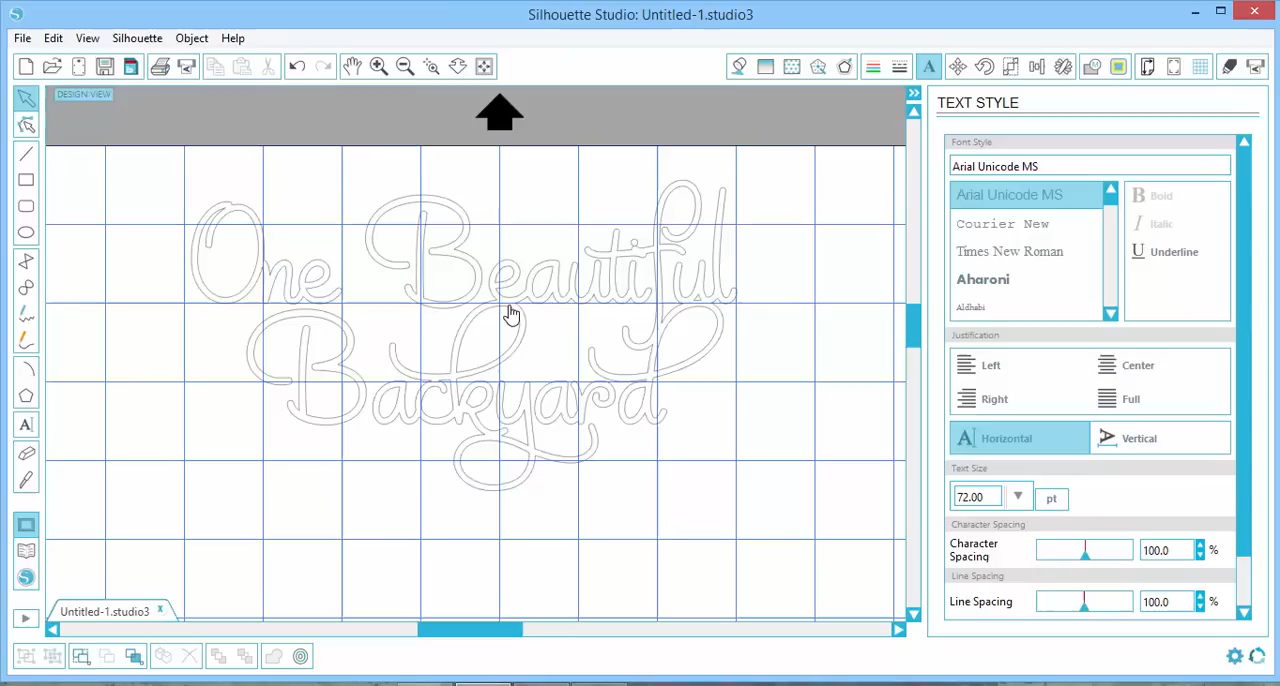 Silhouette Studio: Untitled-1.studio3
File Edit View Silhouette Object Help
DESIGN VIEW
One Beautiful
Backyard
Untitled-1.studio3 x
TEXT STYLE
Font Style
Arial Unicode MS
Arial Unicode MS
Courier New
Times New Roman
Aharoni
Aldhabi
B Bold
I Italic
U Underline
Justification
Left Center
Right Full
Horizontal Vertical
Text Size
72.00 pt
Character Spacing
Character
Spacing 100.0 %
Line Spacing
Line Spacing 100.0 %